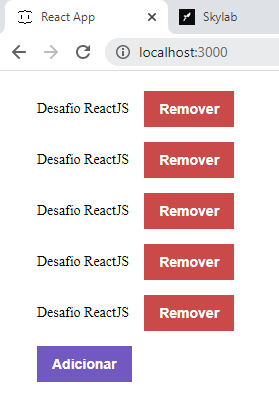 React App
Skylab
localhost:3000
Desafio ReactJS Remover
Desafio ReactJS Remover
Desafio ReactJS Remover
Desafio ReactJS Remover
Desafio ReactJS Remover
Adicionar